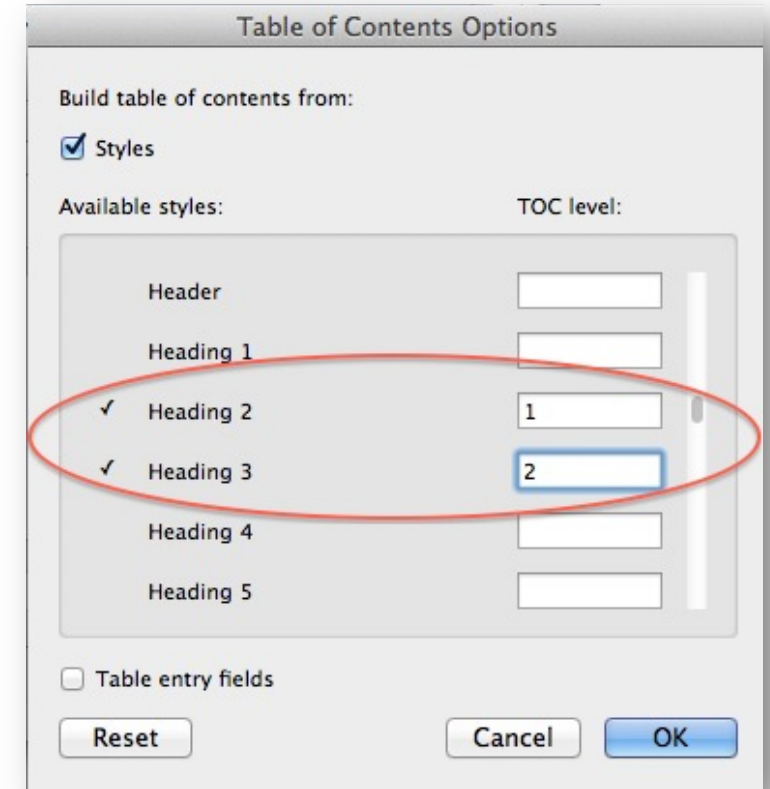 Table of Contents Options
Build table of contents from:
Styles
Available styles: TOC level:
Header
Heading 1
✓ Heading 2 1
✓ Heading 3 2
Heading 4
Heading 5
Table entry fields
Reset Cancel OK